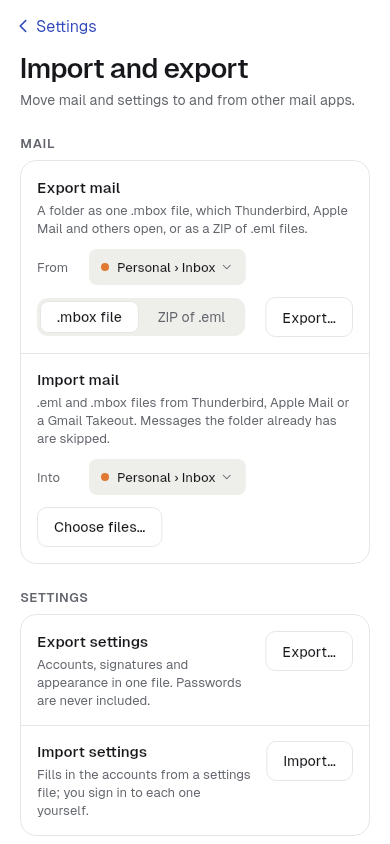 Settings
Import and export
Move mail and settings to and from other mail apps.
MAIL
Export mail
A folder as one .mbox file, which Thunderbird, Apple
Mail and others open, or as a ZIP of .eml files.
From
Personal › Inbox
.mbox file
ZIP of .eml
Export...
Import mail
.eml and .mbox files from Thunderbird, Apple Mail or
a Gmail Takeout. Messages the folder already has
are skipped.
Into
Personal › Inbox
Choose files...
SETTINGS
Export settings
Accounts, signatures and
appearance in one file. Passwords
are never included.
Export...
Import settings
Fills in the accounts from a settings
file; you sign in to each one
yourself.
Import...